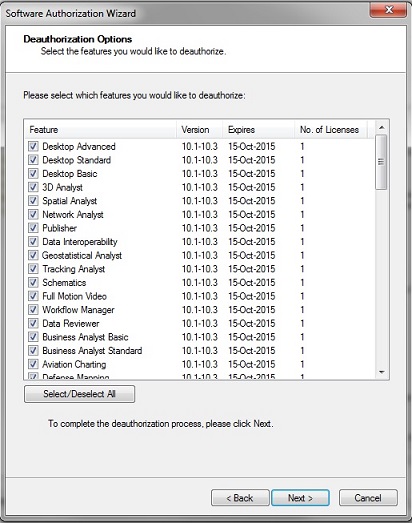 Software Authorization Wizard
Deauthorization Options
Select the features you would like to deauthorize.
Please select which features you would like to deauthorize:
Feature Version Expires No. of Licenses
Desktop Advanced 10.1-10.3 15-Oct-2015 1
Desktop Standard 10.1-10.3 15-Oct-2015 1
Desktop Basic 10.1-10.3 15-Oct-2015 1
3D Analyst 10.1-10.3 15-Oct-2015 1
Spatial Analyst 10.1-10.3 15-Oct-2015 1
Network Analyst 10.1-10.3 15-Oct-2015 1
Publisher 10.1-10.3 15-Oct-2015 1
Data Interoperability 10.1-10.3 15-Oct-2015 1
Geostatistical Analyst 10.1-10.3 15-Oct-2015 1
Tracking Analyst 10.1-10.3 15-Oct-2015 1
Schematics 10.1-10.3 15-Oct-2015 1
Full Motion Video 10.1-10.3 15-Oct-2015 1
Workflow Manager 10.1-10.3 15-Oct-2015 1
Data Reviewer 10.1-10.3 15-Oct-2015 1
Business Analyst Basic 10.1-10.3 15-Oct-2015 1
Business Analyst Standard 10.1-10.3 15-Oct-2015 1
Aviation Charting 10.1-10.3 15-Oct-2015 1
Defense Mapping 10.1-10.3 15-Oct-2015 1
Select/Deselect All
To complete the deauthorization process, please click Next.
< Back Next > Cancel